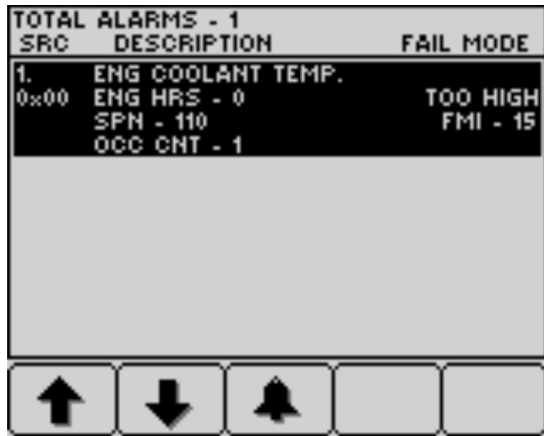 TOTAL ALARMS - 1
SRC DESCRIPTION FAIL MODE
1. ENG COOLANT TEMP.
0x00 ENG HRS - 0 TOO HIGH
SPN - 110 FMI - 15
OCC CNT - 1